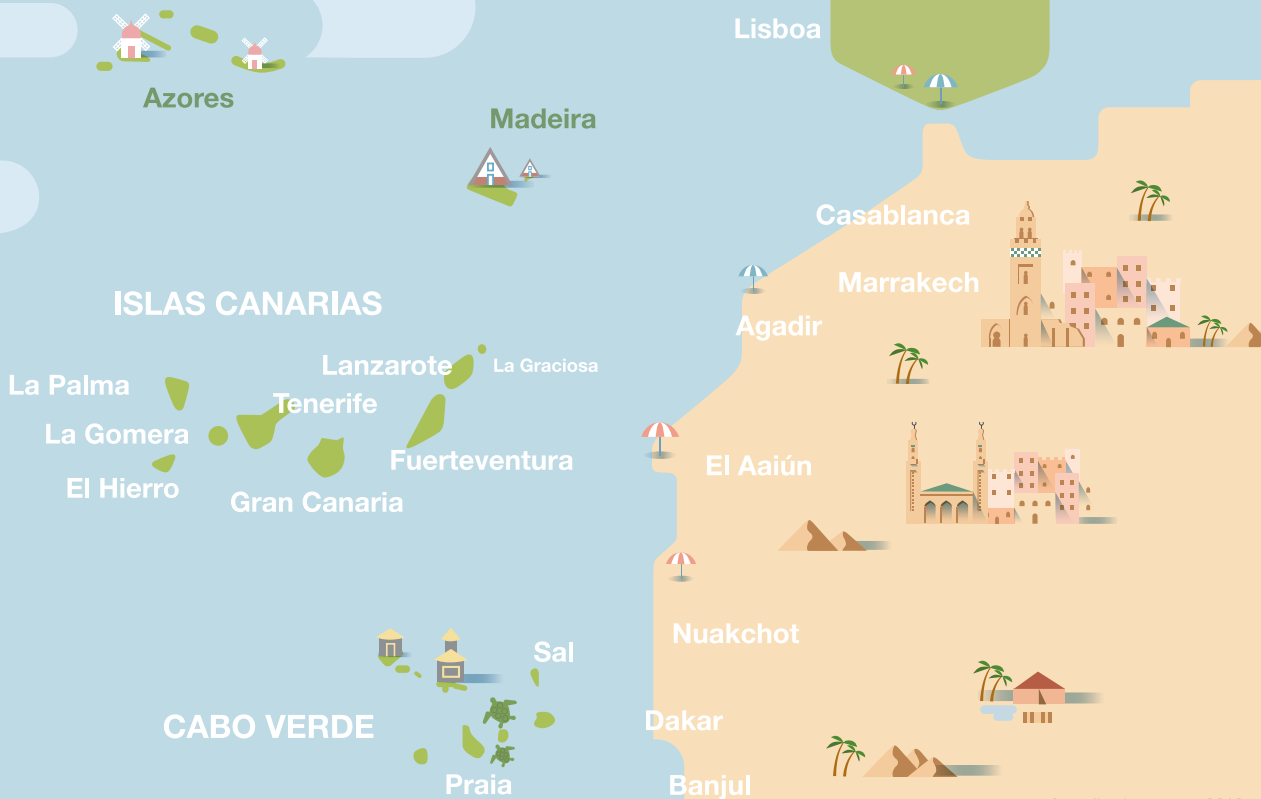 Lisboa
Azores
Madeira
Casablanca
Marrakech
ISLAS CANARIAS
Agadir
Lanzarote
La Graciosa
La Palma
Tenerife
La Gomera
Fuerteventura
El Aaiún
El Hierro
Gran Canaria
Nuakchot
Sal
Dakar
CABO VERDE
Praia
Banjul